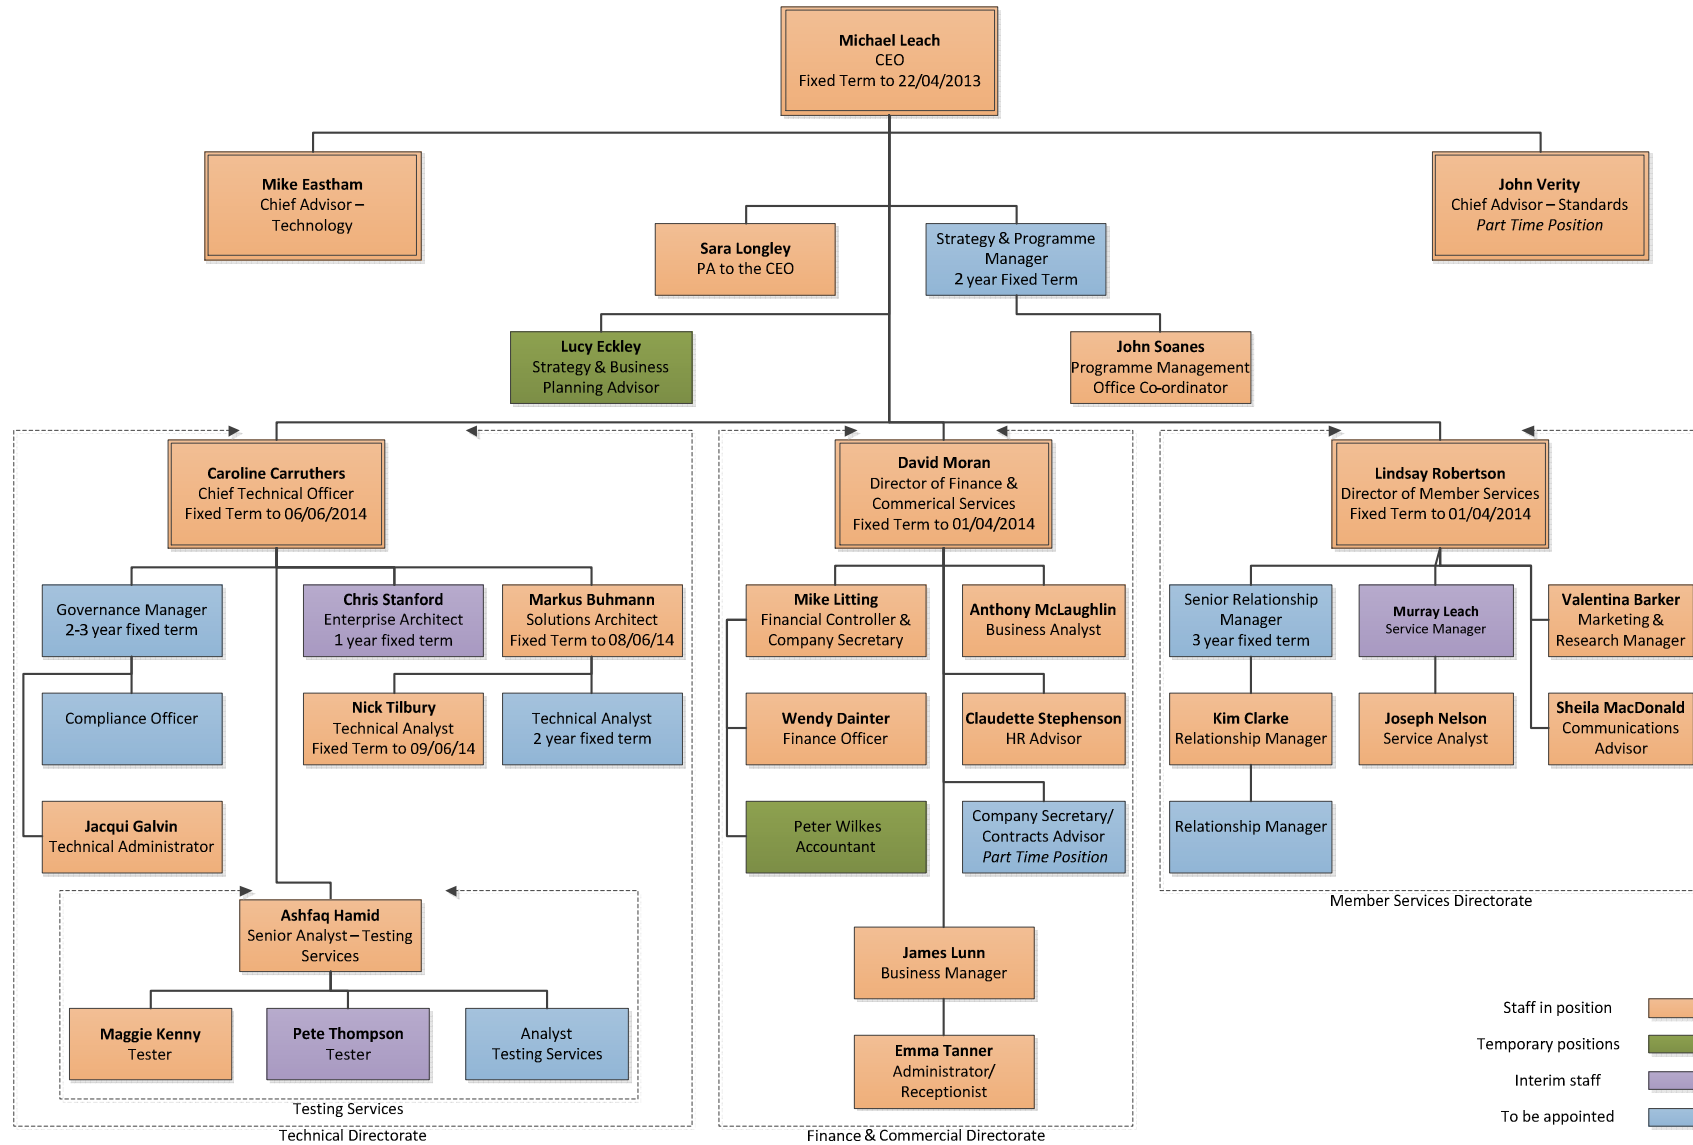 Michael Leach
CEO
Fixed Term to 22/04/2013
Mike Eastham
Chief Advisor –
Technology
John Verity
Chief Advisor – Standards
Part Time Position
Sara Longley
PA to the CEO
Strategy & Programme
Manager
2 year Fixed Term
Lucy Eckley
Strategy & Business
Planning Advisor
John Soanes
Programme Management
Office Co-ordinator
Caroline Carruthers
Chief Technical Officer
Fixed Term to 06/06/2014
David Moran
Director of Finance &
Commerical Services
Fixed Term to 01/04/2014
Lindsay Robertson
Director of Member Services
Fixed Term to 01/04/2014
Governance Manager
2-3 year fixed term
Chris Stanford
Enterprise Architect
1 year fixed term
Markus Buhmann
Solutions Architect
Fixed Term to 08/06/14
Mike Litting
Financial Controller &
Company Secretary
Anthony McLaughlin
Business Analyst
Senior Relationship
Manager
3 year fixed term
Murray Leach
Service Manager
Valentina Barker
Marketing &
Research Manager
Compliance Officer
Nick Tilbury
Technical Analyst
Fixed Term to 09/06/14
Technical Analyst
2 year fixed term
Wendy Dainter
Finance Officer
Claudette Stephenson
HR Advisor
Kim Clarke
Relationship Manager
Joseph Nelson
Service Analyst
Sheila MacDonald
Communications
Advisor
Jacqui Galvin
Technical Administrator
Peter Wilkes
Accountant
Company Secretary/
Contracts Advisor
Part Time Position
Relationship Manager
Member Services Directorate
Ashfaq Hamid
Senior Analyst – Testing
Services
James Lunn
Business Manager
Maggie Kenny
Tester
Pete Thompson
Tester
Analyst
Testing Services
Emma Tanner
Administrator/
Receptionist
Testing Services
Technical Directorate
Finance & Commercial Directorate
Staff in position
Temporary positions
Interim staff
To be appointed